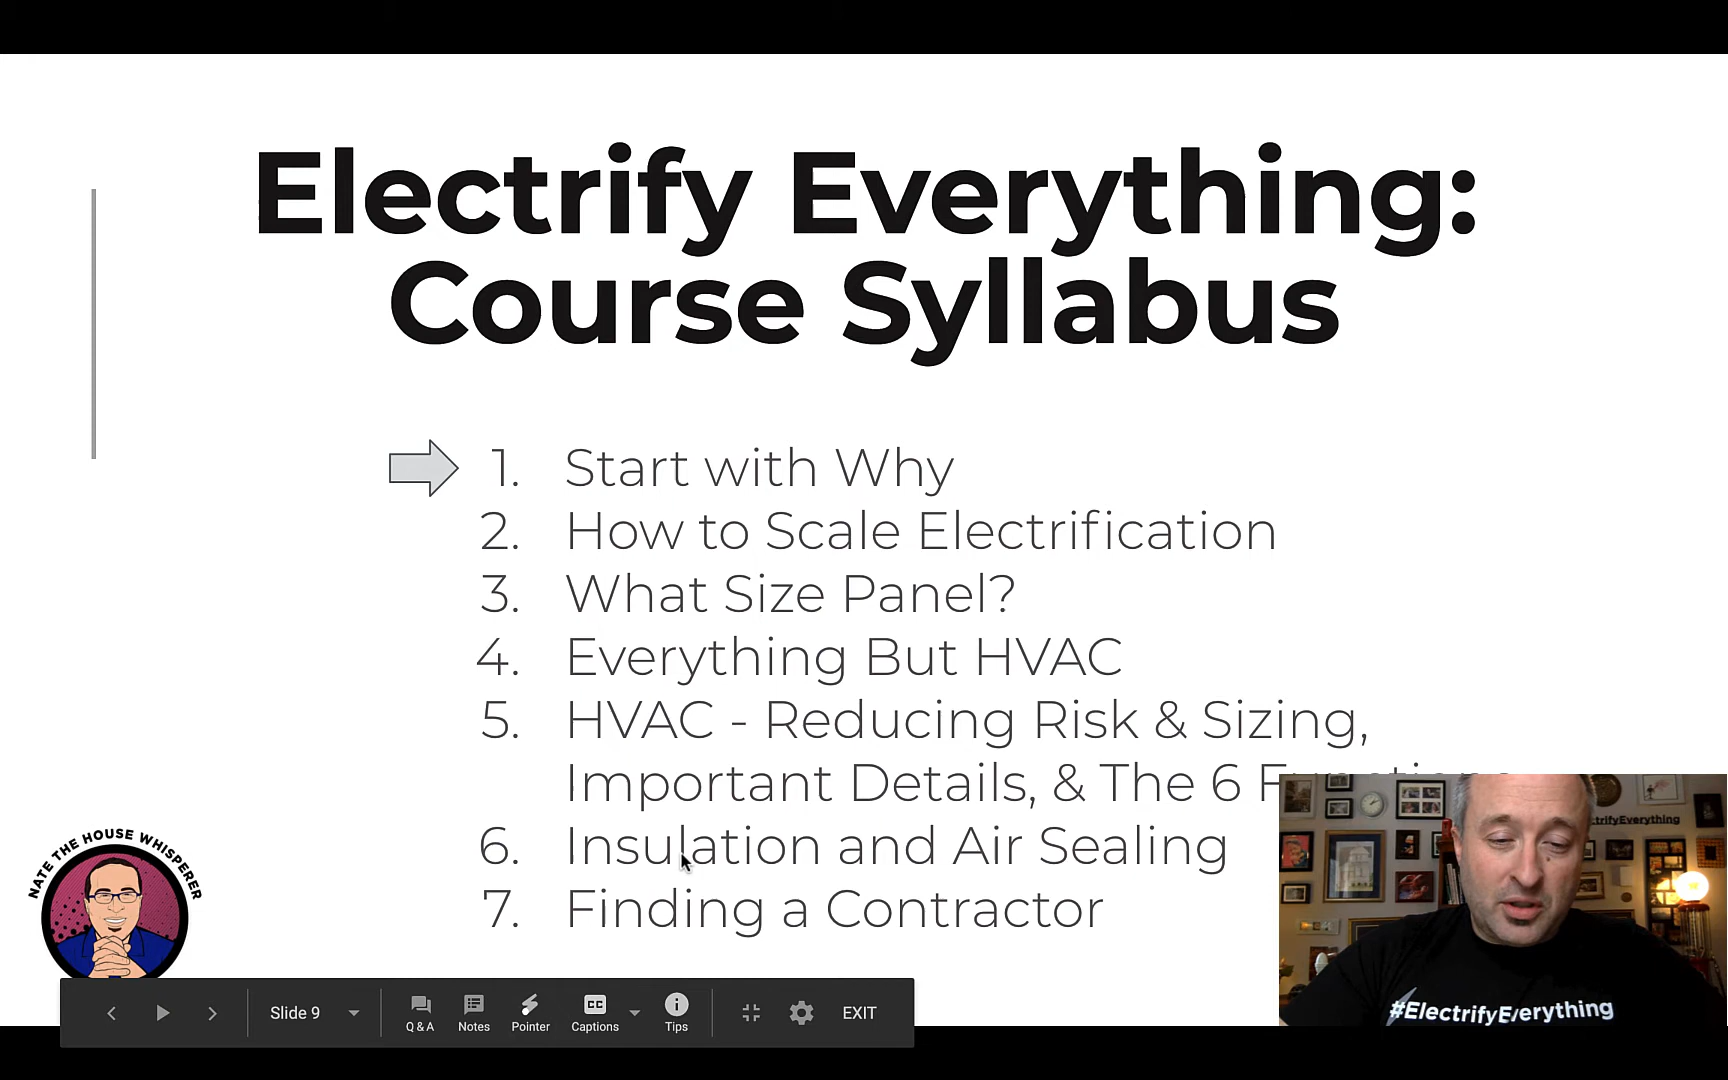 Electrify Everything:
Course Syllabus
1. Start with Why
2. How to Scale Electrification
3. What Size Panel?
4. Everything But HVAC
5. HVAC - Reducing Risk & Sizing,
Important Details, & The 6
6. Insulation and Air Sealing
7. Finding a Contractor
NATE THE HOUSE WHISPERER
trifyEverything
#ElectrifyEverything
Slide 9
Q & A
Notes
Pointer
CC
Captions
Tips
EXIT